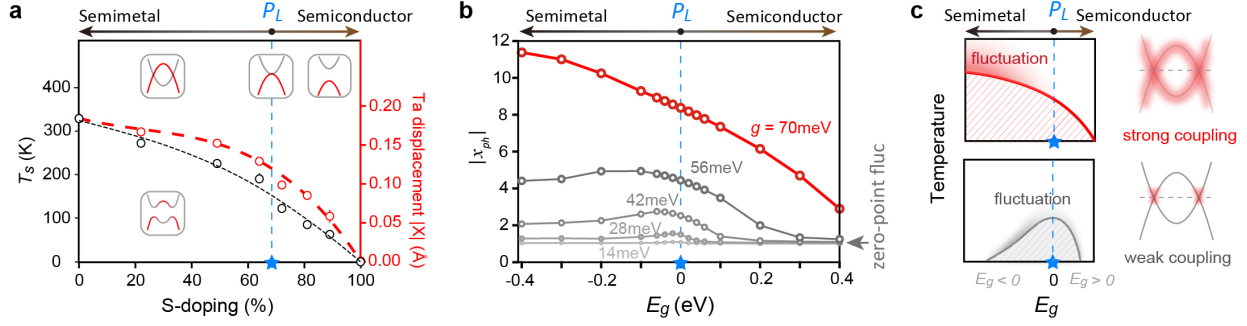 a
Semimetal
P_L
Semiconductor
T_s (K)
400
300
200
100
0
0
20
40
60
80
100
S-doping (%)
0.20
0.15
0.10
0.05
0.00
Ta displacement |X| (Å)
b
Semimetal
P_L
Semiconductor
|x_ph|
12
10
8
6
4
2
0
g = 70meV
56meV
42meV
28meV
14meV
zero-point fluc
-0.4
-0.2
0
0.2
0.4
E_g (eV)
c
Semimetal
P_L
Semiconductor
Temperature
fluctuation
strong coupling
fluctuation
weak coupling
E_g < 0
0
E_g > 0
E_g